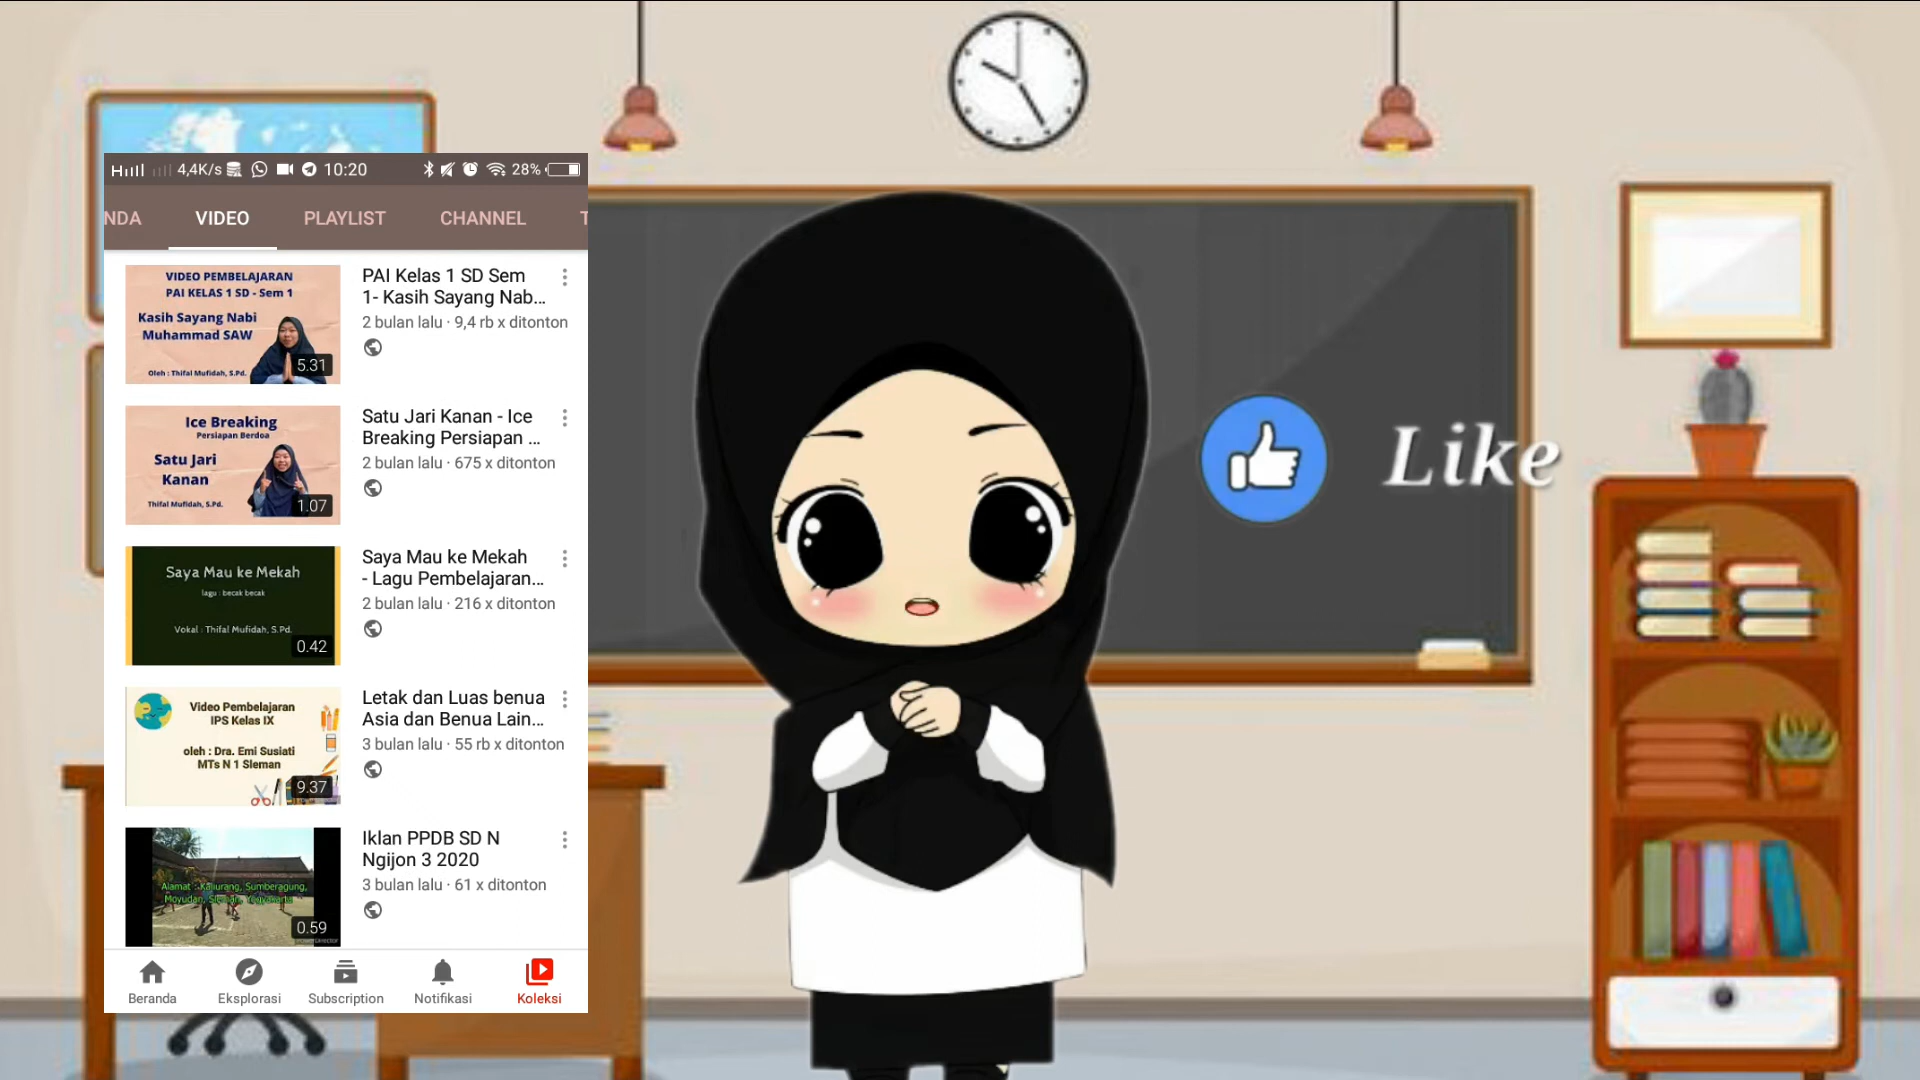 4,4K/s 10:20 28%
NDA VIDEO PLAYLIST CHANNEL T
VIDEO PEMBELAJARAN
PAI KELAS 1 SD - Sem 1
Kasih Sayang Nabi
Muhammad SAW
Oleh : Thifal Mufidah, S.Pd.
5.31
PAI Kelas 1 SD Sem
1- Kasih Sayang Nab...
2 bulan lalu · 9,4 rb x ditonton
Ice Breaking
Persiapan Berdoa
Satu Jari
Kanan
Thifal Mufidah, S.Pd.
1.07
Satu Jari Kanan - Ice
Breaking Persiapan ...
2 bulan lalu · 675 x ditonton
Saya Mau ke Mekah
lagu : becak becak
Vokal : Thifal Mufidah, S.Pd.
0.42
Saya Mau ke Mekah
- Lagu Pembelajaran...
2 bulan lalu · 216 x ditonton
Video Pembelajaran
IPS Kelas IX
oleh : Dra. Emi Susiati
MTs N 1 Sleman
9.37
Letak dan Luas benua
Asia dan Benua Lain...
3 bulan lalu · 55 rb x ditonton
Alamat : Kaliurang, Sumberagung,
Moyudan, Sleman, Yogyakarta
0.59
Iklan PPDB SD N
Ngijon 3 2020
3 bulan lalu · 61 x ditonton
Beranda Eksplorasi Subscription Notifikasi Koleksi
Like